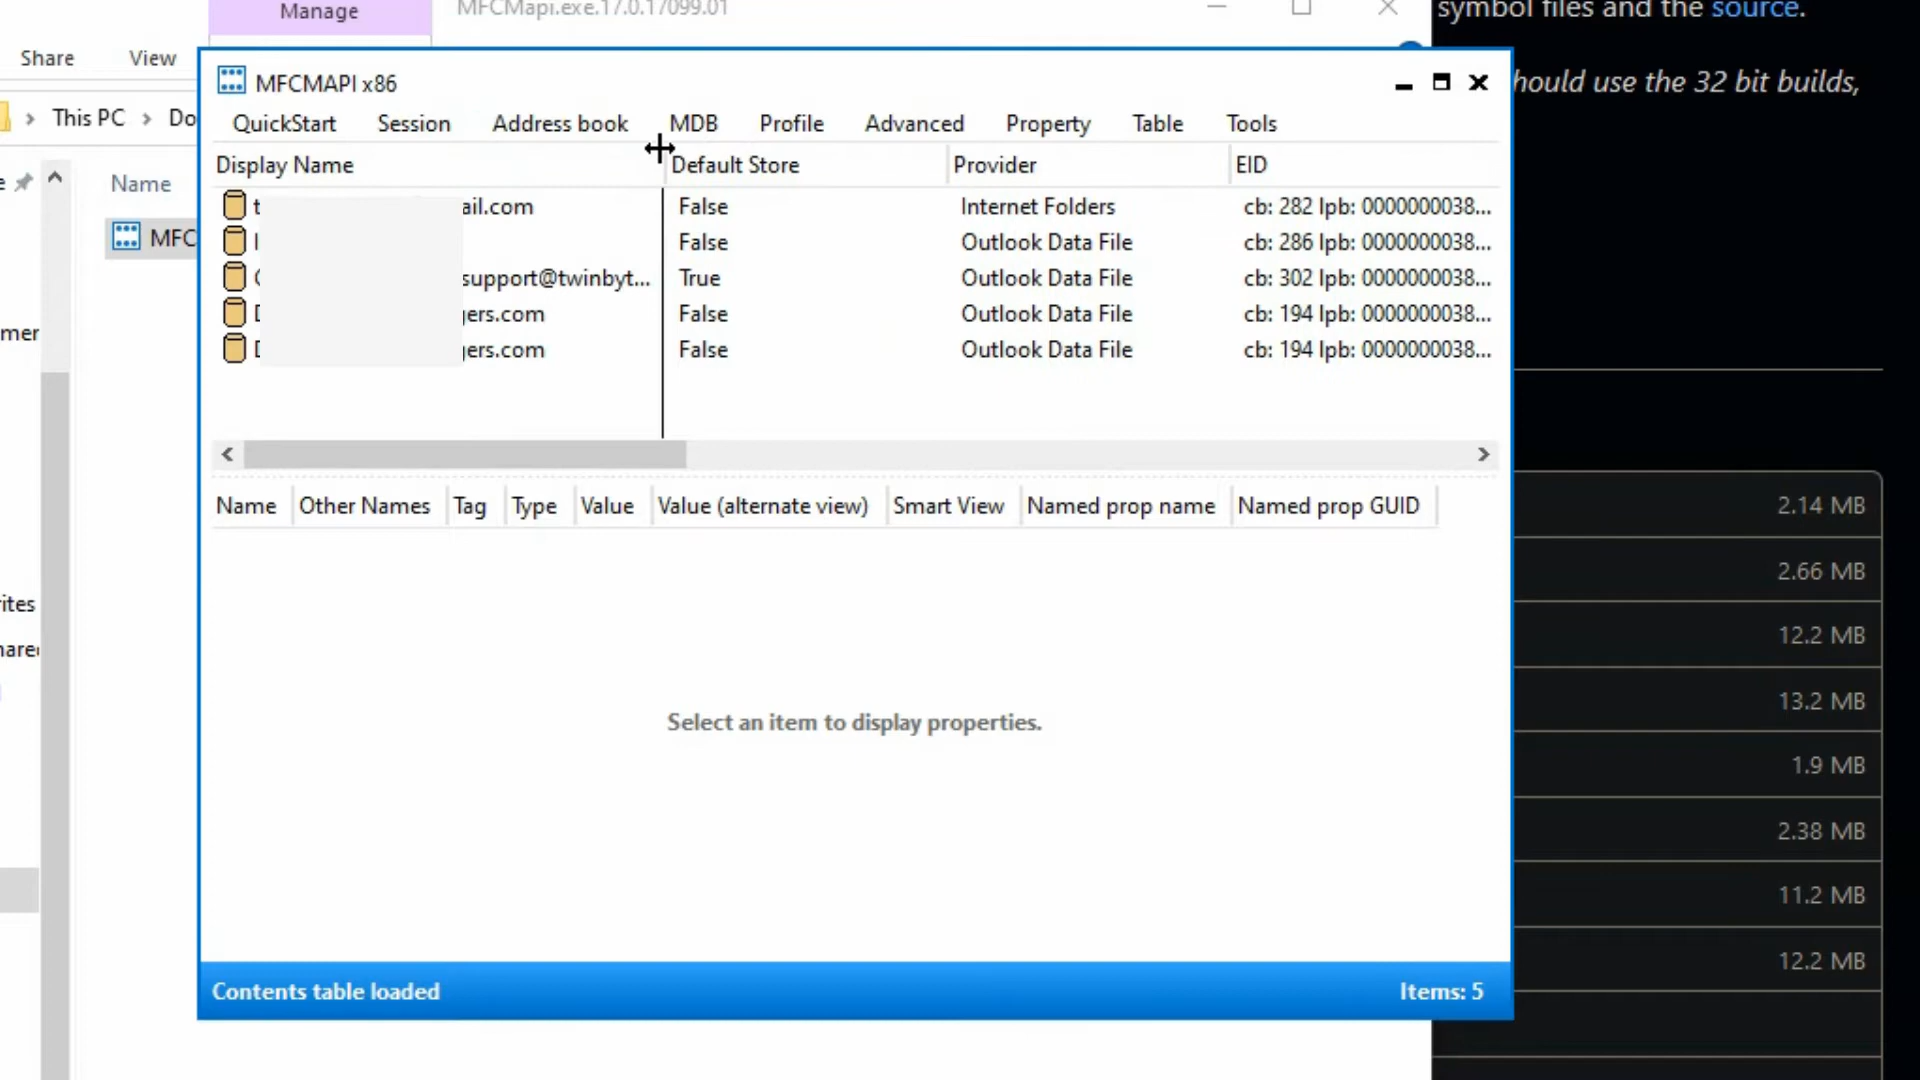 Manage
MFCMapi.exe.17.0.17099.01
symbol files and the source.
Share View
MFCMAPI x86
hould use the 32 bit builds,
This PC Do
QuickStart Session Address book MDB Profile Advanced Property Table Tools
Display Name Default Store Provider EID
Name
t ail.com False Internet Folders cb: 282 lpb: 0000000038...
MFC
False Outlook Data File cb: 286 lpb: 0000000038...
support@twinbyt... True Outlook Data File cb: 302 lpb: 0000000038...
gers.com False Outlook Data File cb: 194 lpb: 0000000038...
gers.com False Outlook Data File cb: 194 lpb: 0000000038...
Name Other Names Tag Type Value Value (alternate view) Smart View Named prop name Named prop GUID
Select an item to display properties.
Contents table loaded Items: 5
2.14 MB
2.66 MB
12.2 MB
13.2 MB
1.9 MB
2.38 MB
11.2 MB
12.2 MB